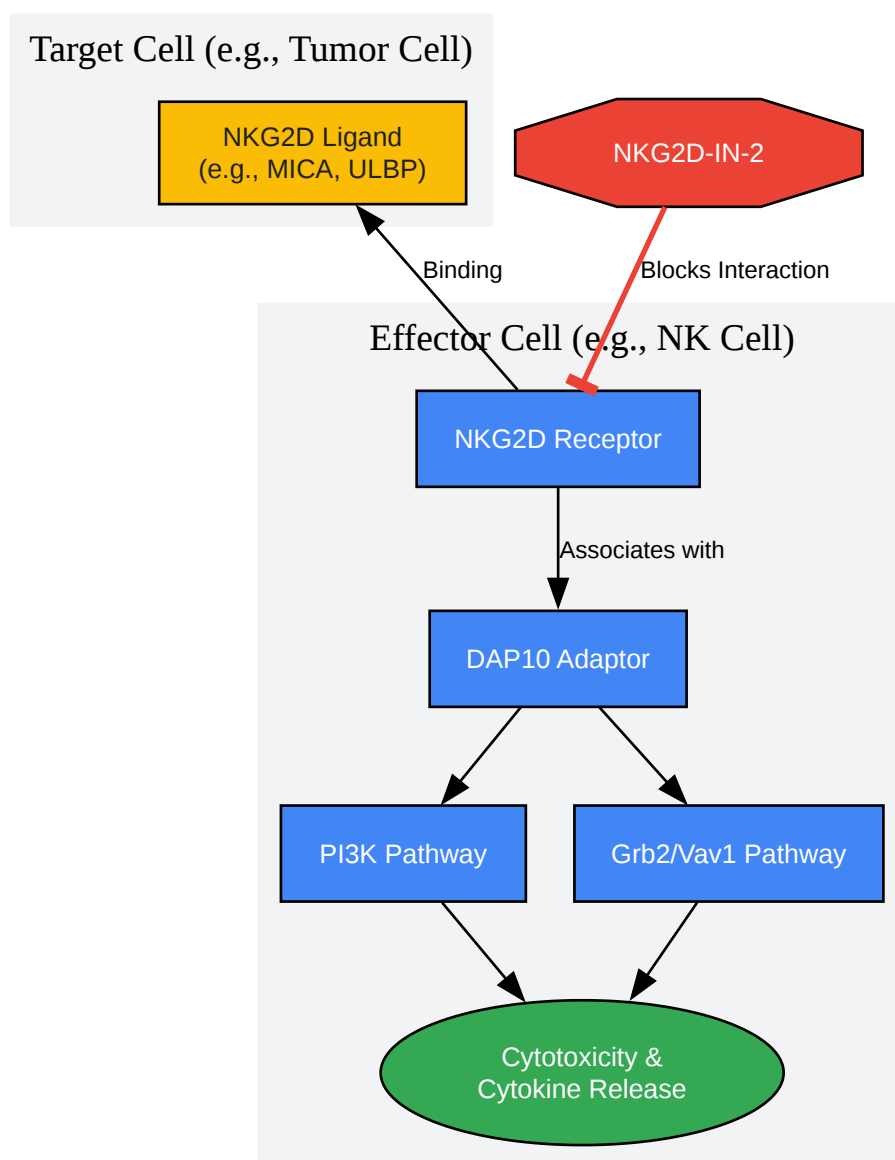 Target Cell (e.g., Tumor Cell)
NKG2D Ligand
(e.g., MICA, ULBP)
NKG2D-IN-2
Binding
Blocks Interaction
Effector Cell (e.g., NK Cell)
NKG2D Receptor
Associates with
DAP10 Adaptor
PI3K Pathway
Grb2/Vav1 Pathway
Cytotoxicity &
Cytokine Release